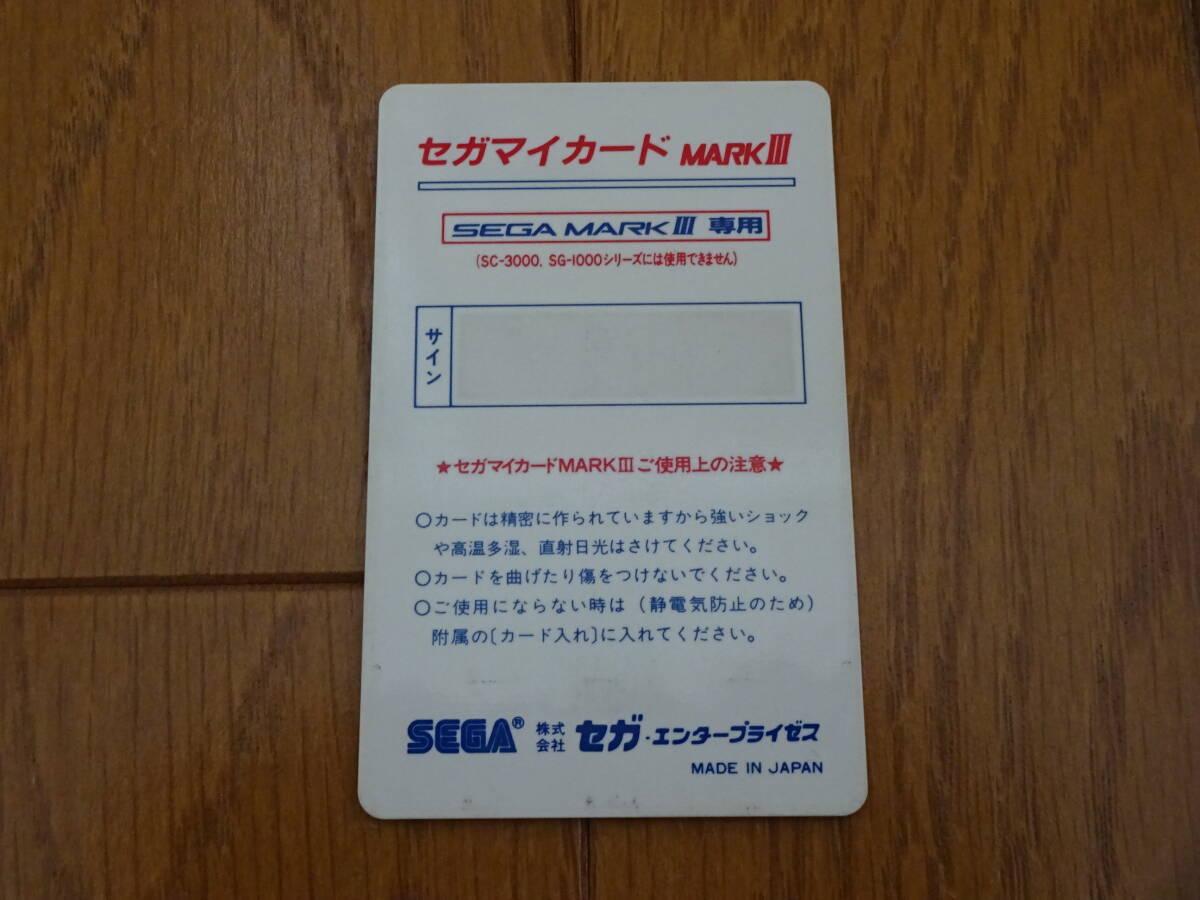 セガマイカード MARKⅢ
SEGA MARKⅢ 専用
(SC-3000, SG-1000シリーズには使用できません)
サイン
★セガマイカードMARKⅢご使用上の注意★
○カードは精密に作られていますから強いショック
や高温多湿、直射日光はさけてください。
○カードを曲げたり傷をつけないでください。
○ご使用にならない時は(静電気防止のため)
附属の〔カード入れ〕に入れてください。
SEGA® 株式会社 セガ・エンタープライゼス
MADE IN JAPAN